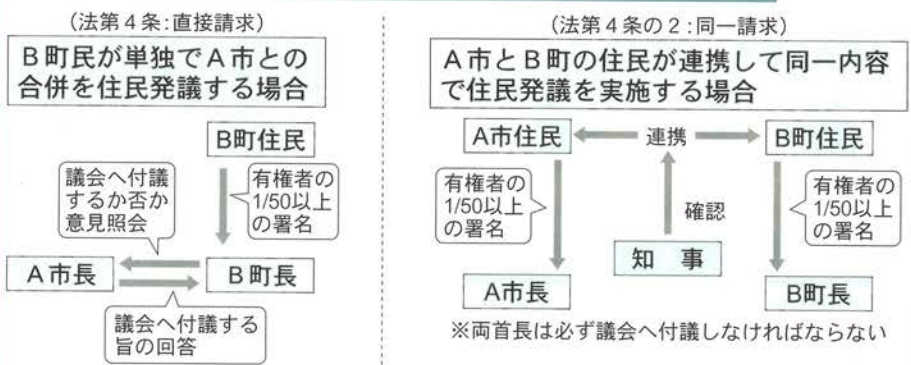 (法第4条:直接請求)
B町民が単独でA市との
合併を住民発議する場合
B町住民
議会へ付議
するか否か
意見照会
有権者の
1/50以上
の署名
A市長
B町長
議会へ付議する
旨の回答
(法第4条の2:同一請求)
A市とB町の住民が連携して同一内容
で住民発議を実施する場合
A市住民
連携
B町住民
有権者の
1/50以上
の署名
確認
有権者の
1/50以上
の署名
知 事
A市長
B町長
※両首長は必ず議会へ付議しなければならない